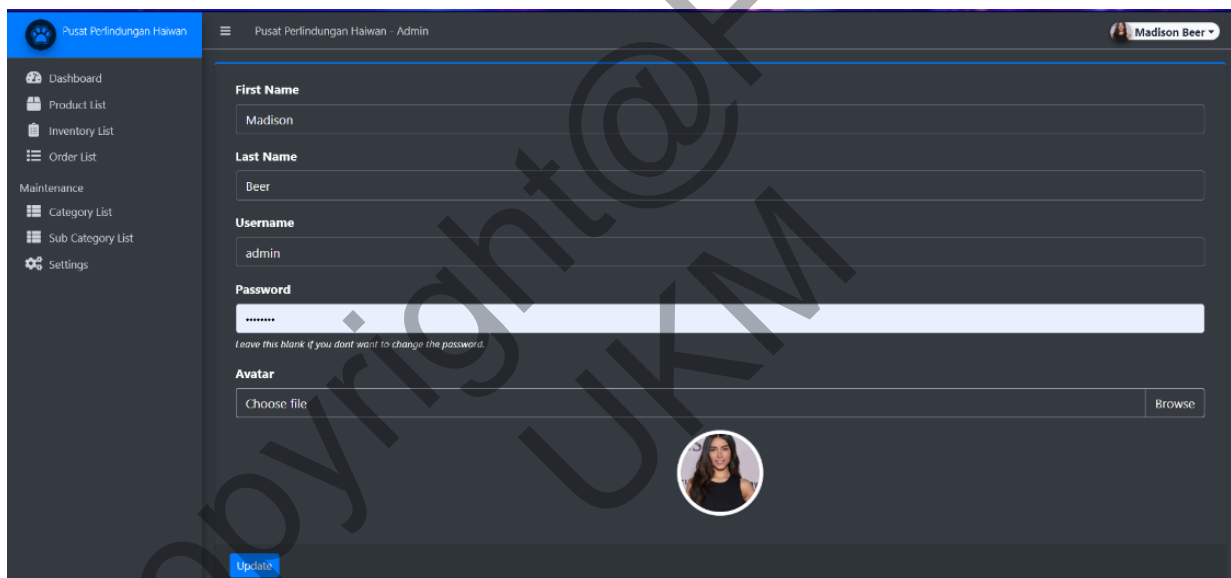 Pusat Perlindungan Haiwan
Pusat Perlindungan Haiwan - Admin
Madison Beer
Dashboard
Product List
Inventory List
Order List
Maintenance
Category List
Sub Category List
Settings
First Name
Madison
Last Name
Beer
Username
admin
Password
........
Leave this blank if you dont want to change the password.
Avatar
Choose file
Browse
Update
opyright@
UKM